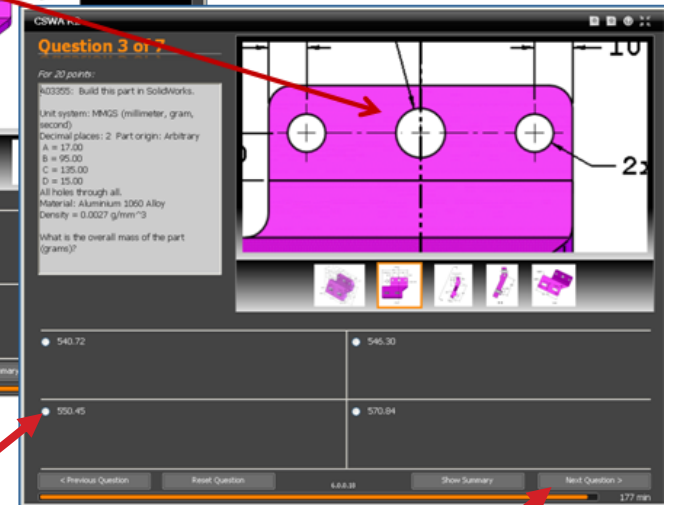 CSWA
Question 3 of 7
For 20 points:
A03355: Build this part in SolidWorks.
Unit system: MMGS (millimeter, gram,
second)
Decimal places: 2 Part origin: Arbitrary
A = 17.00
B = 95.00
C = 135.00
D = 15.00
All holes through all.
Material: Aluminium 1060 Alloy
Density = 0.0027 g/mm^3
What is the overall mass of the part
(grams)?
10
2x
540.72
546.30
550.45
570.84
< Previous Question
Reset Question
6.0.0.18
Show Summary
Next Question >
177 min